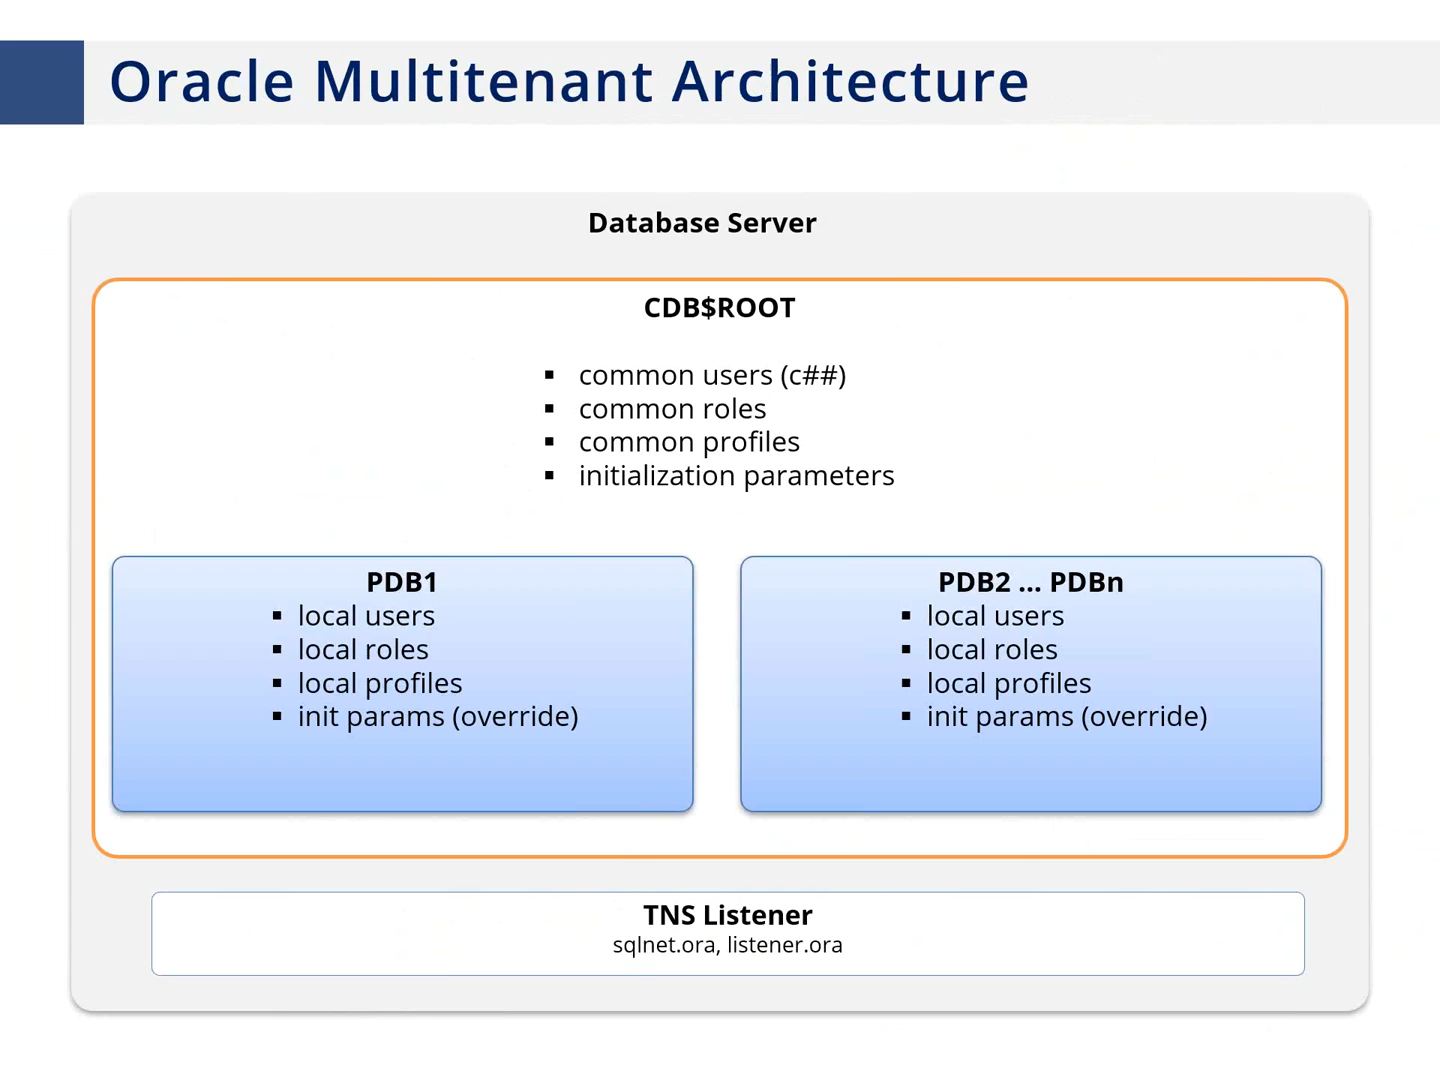 Oracle Multitenant Architecture
Database Server
CDB$ROOT
▪ common users (c##)
▪ common roles
▪ common profiles
▪ initialization parameters
PDB1
▪ local users
▪ local roles
▪ local profiles
▪ init params (override)
PDB2 ... PDBn
▪ local users
▪ local roles
▪ local profiles
▪ init params (override)
TNS Listener
sqlnet.ora, listener.ora